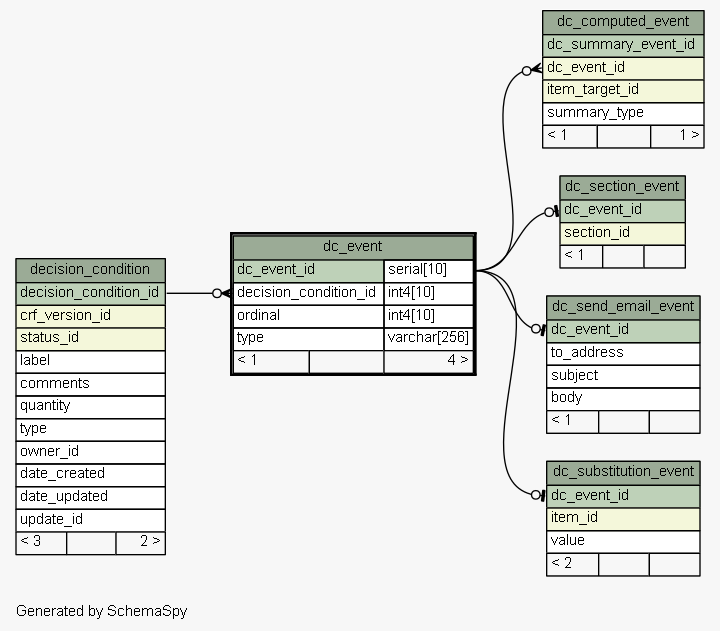 dc_computed_event
dc_summary_event_id
dc_event_id
item_target_id
summary_type
< 1 1 >
dc_section_event
dc_event_id
section_id
< 1
dc_event
dc_event_id serial[10]
decision_condition_id int4[10]
ordinal int4[10]
type varchar[256]
< 1 4 >
decision_condition
decision_condition_id
crf_version_id
status_id
label
comments
quantity
type
owner_id
date_created
date_updated
update_id
< 3 2 >
dc_send_email_event
dc_event_id
to_address
subject
body
< 1
dc_substitution_event
dc_event_id
item_id
value
< 2
Generated by SchemaSpy